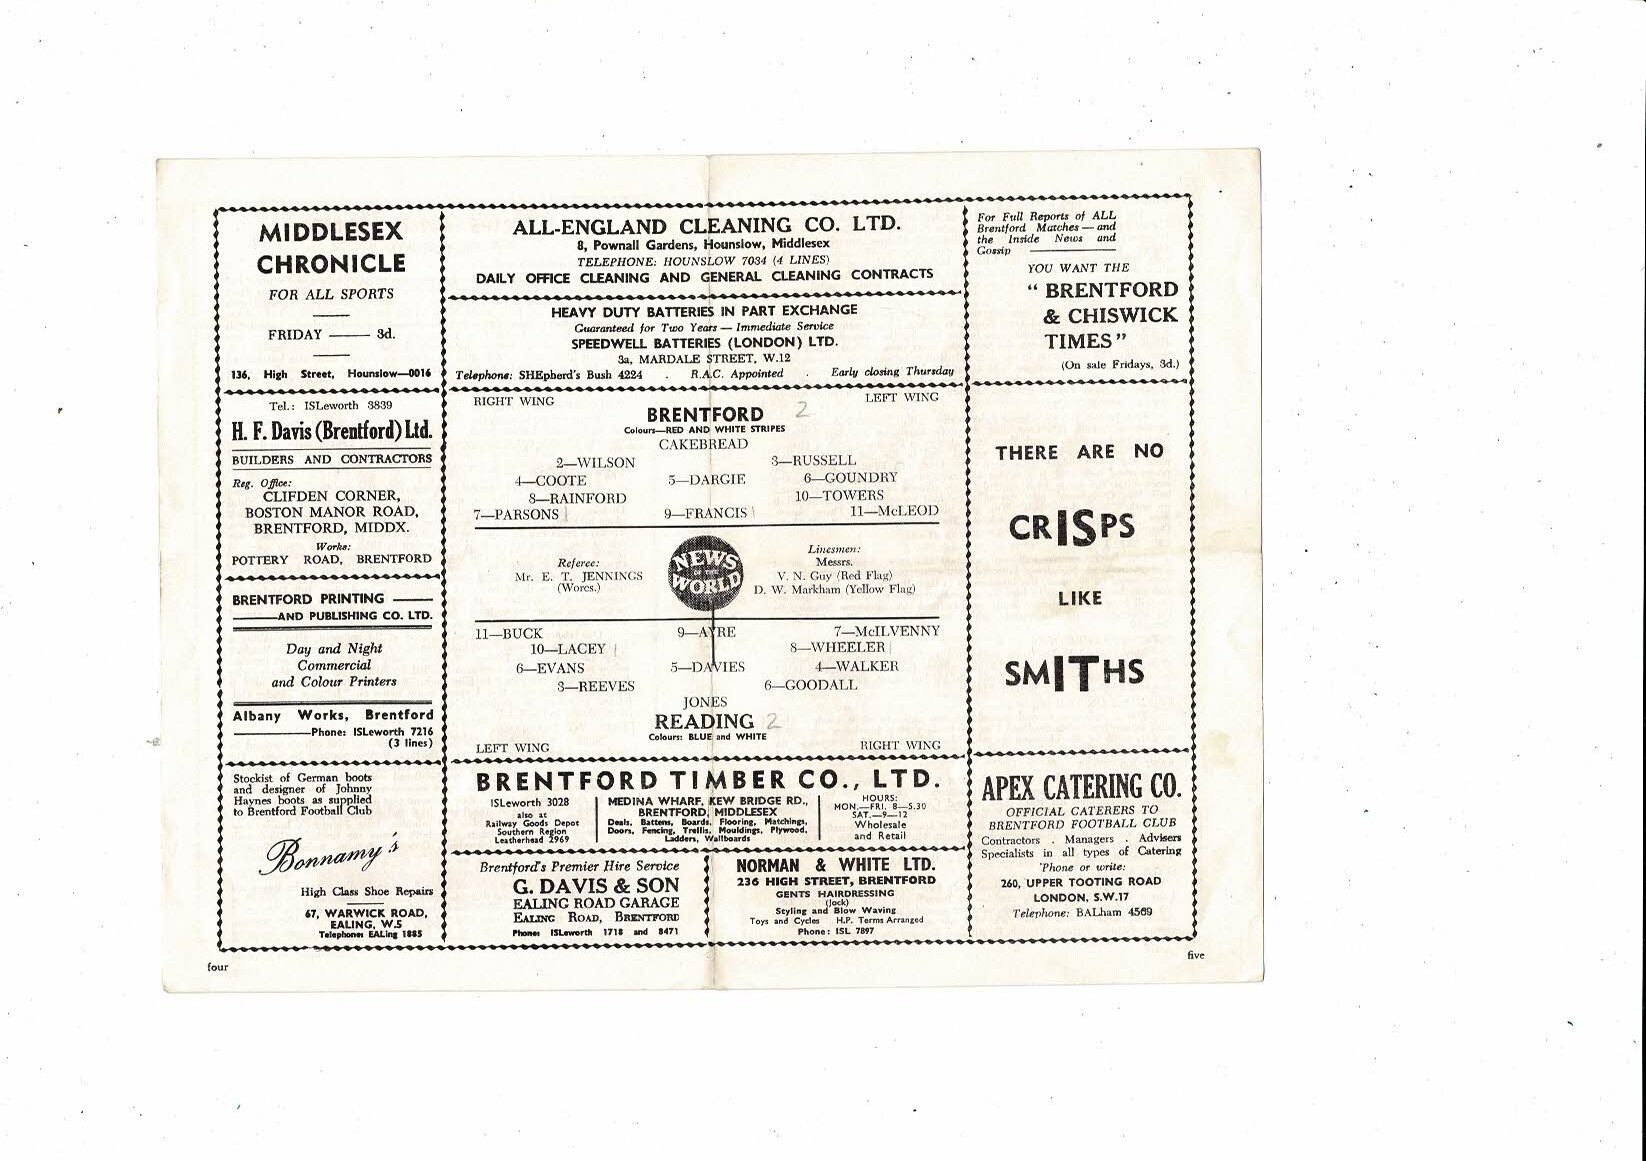 MIDDLESEX
CHRONICLE
FOR ALL SPORTS
FRIDAY —— 3d.
136, High Street, Hounslow—0016
Tel.: ISLeworth 3839
H. F. Davis (Brentford) Ltd.
BUILDERS AND CONTRACTORS
Reg. Office:
CLIFDEN CORNER,
BOSTON MANOR ROAD,
BRENTFORD, MIDDX.
Works:
POTTERY ROAD, BRENTFORD
BRENTFORD PRINTING ——
——AND PUBLISHING CO. LTD.
Day and Night
Commercial
and Colour Printers
Albany Works, Brentford
——Phone: ISLeworth 7216
(3 lines)
Stockist of German boots
and designer of Johnny
Haynes boots as supplied
to Brentford Football Club
Bonnamy's
High Class Shoe Repairs
67, WARWICK ROAD,
EALING, W.5
Telephone: EALing 1885
ALL-ENGLAND CLEANING CO. LTD.
8, Pownall Gardens, Hounslow, Middlesex
TELEPHONE: HOUNSLOW 7034 (4 LINES)
DAILY OFFICE CLEANING AND GENERAL CLEANING CONTRACTS
HEAVY DUTY BATTERIES IN PART EXCHANGE
Guaranteed for Two Years — Immediate Service
SPEEDWELL BATTERIES (LONDON) LTD.
3a, MARDALE STREET, W.12
Telephone: SHEpherd's Bush 4224 . R.A.C. Appointed . Early closing Thursday
RIGHT WING LEFT WING
BRENTFORD 2
Colours—RED AND WHITE STRIPES
CAKEBREAD
2—WILSON 3—RUSSELL
4—COOTE 5—DARGIE 6—GOUNDRY
8—RAINFORD 10—TOWERS
7—PARSONS | 9—FRANCIS | 11—McLEOD
Referee:
Mr. E. T. JENNINGS
(Worcs.)
NEWS
OF THE
WORLD
Linesmen:
Messrs.
V. N. Guy (Red Flag)
D. W. Markham (Yellow Flag)
11—BUCK 9—AYRE 7—McILVENNY
10—LACEY | 8—WHEELER |
6—EVANS 5—DAVIES 4—WALKER
3—REEVES 6—GOODALL
JONES
READING 2
Colours: BLUE and WHITE
LEFT WING RIGHT WING
BRENTFORD TIMBER CO., LTD.
ISLeworth 3028
also at
Railway Goods Depot
Southern Region
Leatherhead 2969
MEDINA WHARF, KEW BRIDGE RD.,
BRENTFORD, MIDDLESEX
Deals, Battens, Boards, Flooring, Matchings,
Doors, Fencing, Trellis, Mouldings, Plywood,
Ladders, Wallboards
HOURS:
MON.—FRI. 8—5.30
SAT.—9—12
Wholesale
and Retail
Brentford's Premier Hire Service
G. DAVIS & SON
EALING ROAD GARAGE
EALING ROAD, BRENTFORD
Phone: ISLeworth 1718 and 8471
NORMAN & WHITE LTD.
236 HIGH STREET, BRENTFORD
GENTS HAIRDRESSING
(Jock)
Styling and Blow Waving
Toys and Cycles H.P. Terms Arranged
Phone: ISL 7897
For Full Reports of ALL
Brentford Matches — and
the Inside News and
Gossip ——
YOU WANT THE
" BRENTFORD
& CHISWICK
TIMES "
(On sale Fridays, 3d.)
THERE ARE NO
CRISPS
LIKE
SMITHS
APEX CATERING CO.
OFFICIAL CATERERS TO
BRENTFORD FOOTBALL CLUB
Contractors . Managers . Advisers
Specialists in all types of Catering
'Phone or write:
260, UPPER TOOTING ROAD
LONDON, S.W.17
Telephone: BALham 4569
four
five